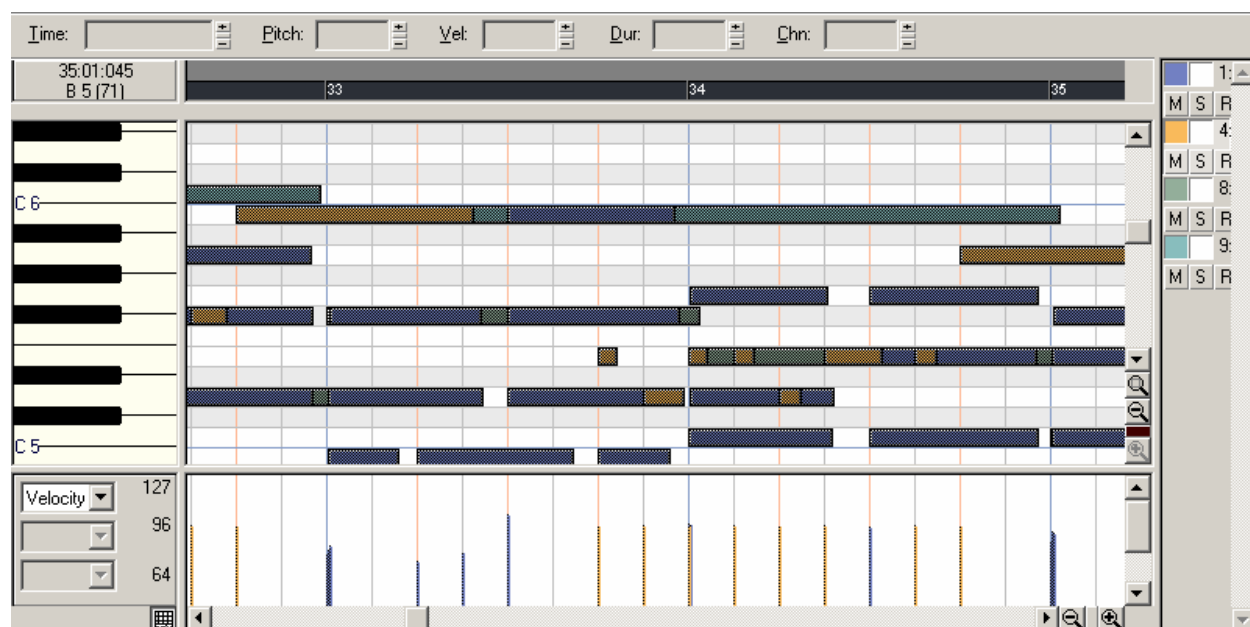 Time: Pitch: Vel: Dur: Chn:
35:01:045
B 5 (71)
33 34 35
1:
M S R
4:
M S R
8:
M S R
9:
M S R
C 6
C 5
Velocity
127
96
64